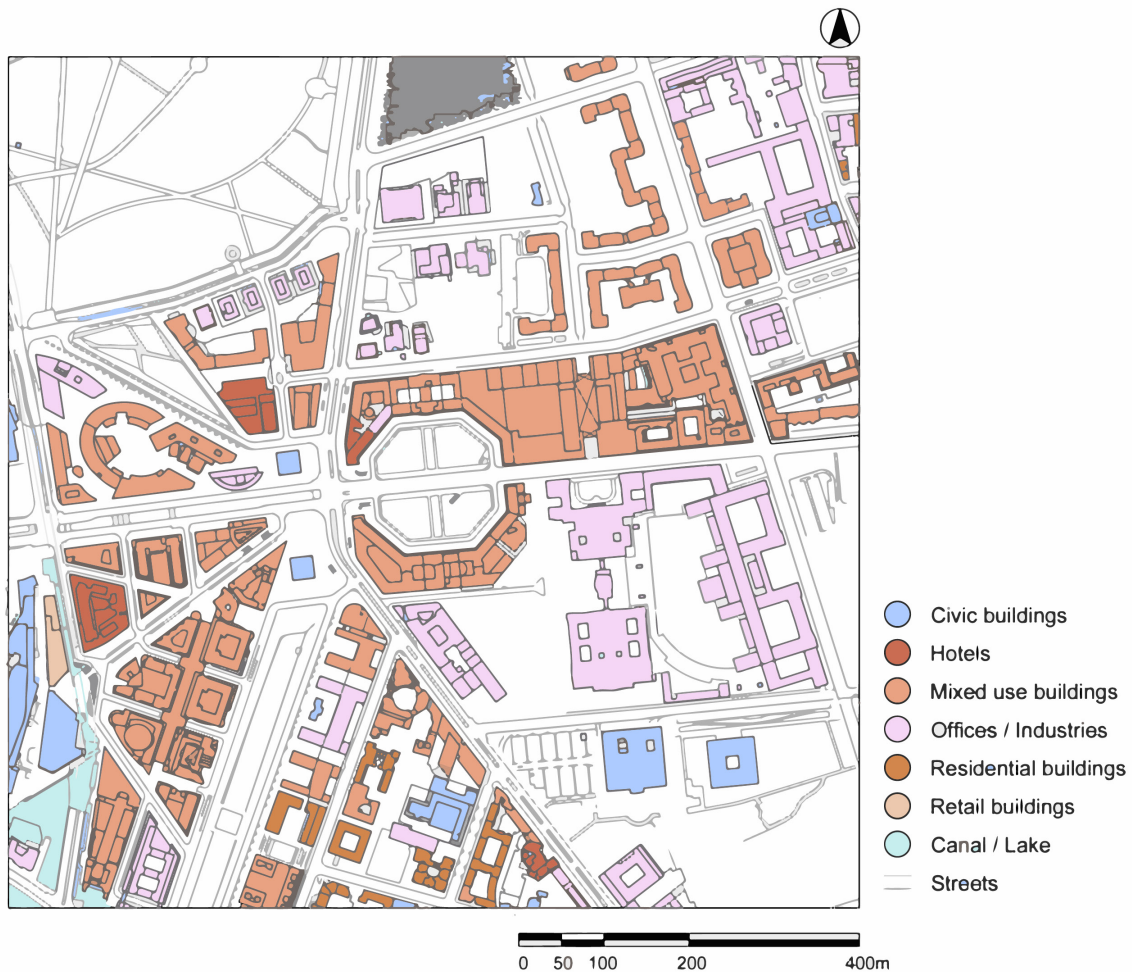 Civic buildings
Hotels
Mixed use buildings
Offices / Industries
Residential buildings
Retail buildings
Canal / Lake
Streets
0 50 100 200 400m